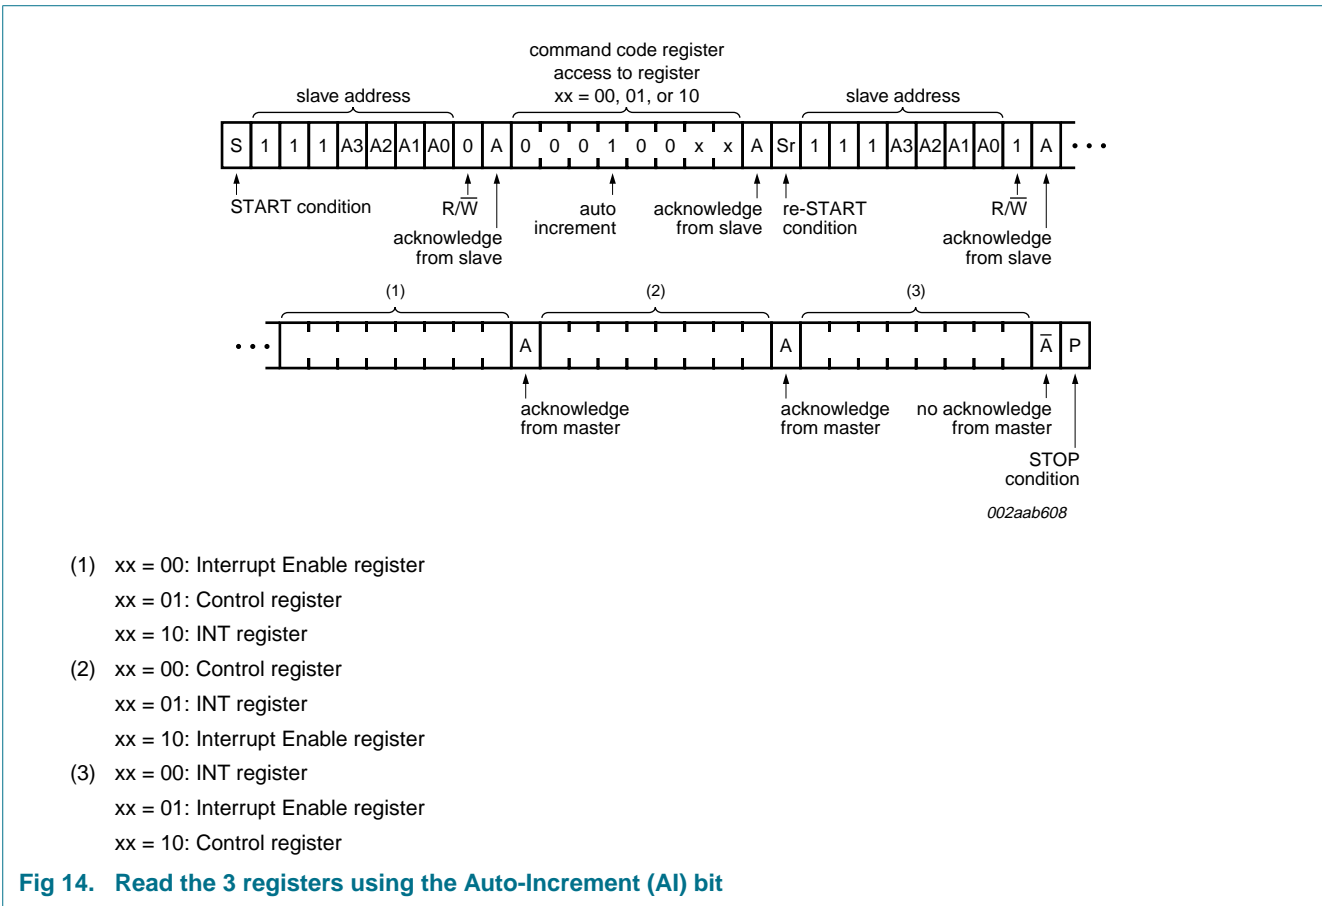 command code register
access to register
xx = 00, 01, or 10
slave address
slave address
S 1 1 1 A3 A2 A1 A0 0 A 0 0 0 1 0 0 x x A Sr 1 1 1 A3 A2 A1 A0 1 A • • •
START condition
R/W̅
auto
increment
acknowledge
from slave
re-START
condition
R/W̅
acknowledge
from slave
acknowledge
from slave
(1)
(2)
(3)
• • • A A A̅ P
acknowledge
from master
acknowledge
from master
no acknowledge
from master
STOP
condition
002aab608
(1) xx = 00: Interrupt Enable register
xx = 01: Control register
xx = 10: INT register
(2) xx = 00: Control register
xx = 01: INT register
xx = 10: Interrupt Enable register
(3) xx = 00: INT register
xx = 01: Interrupt Enable register
xx = 10: Control register
Fig 14. Read the 3 registers using the Auto-Increment (AI) bit